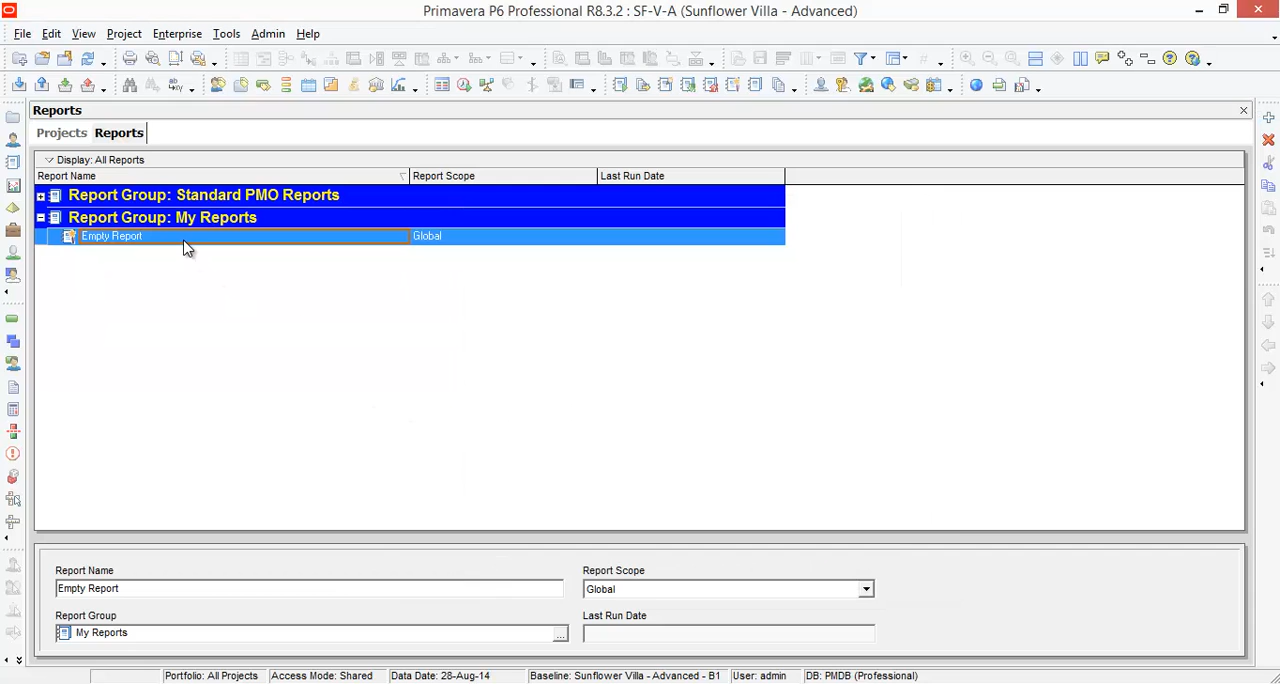 Primavera P6 Professional R8.3.2 : SF-V-A (Sunflower Villa - Advanced)
File Edit View Project Enterprise Tools Admin Help
Reports
Projects Reports
Display: All Reports
Report Name Report Scope Last Run Date
Report Group: Standard PMO Reports
Report Group: My Reports
Empty Report Global
Report Name Report Scope
Empty Report Global
Report Group Last Run Date
My Reports ...
Portfolio: All Projects Access Mode: Shared Data Date: 28-Aug-14 Baseline: Sunflower Villa - Advanced - B1 User: admin DB: PMDB (Professional)